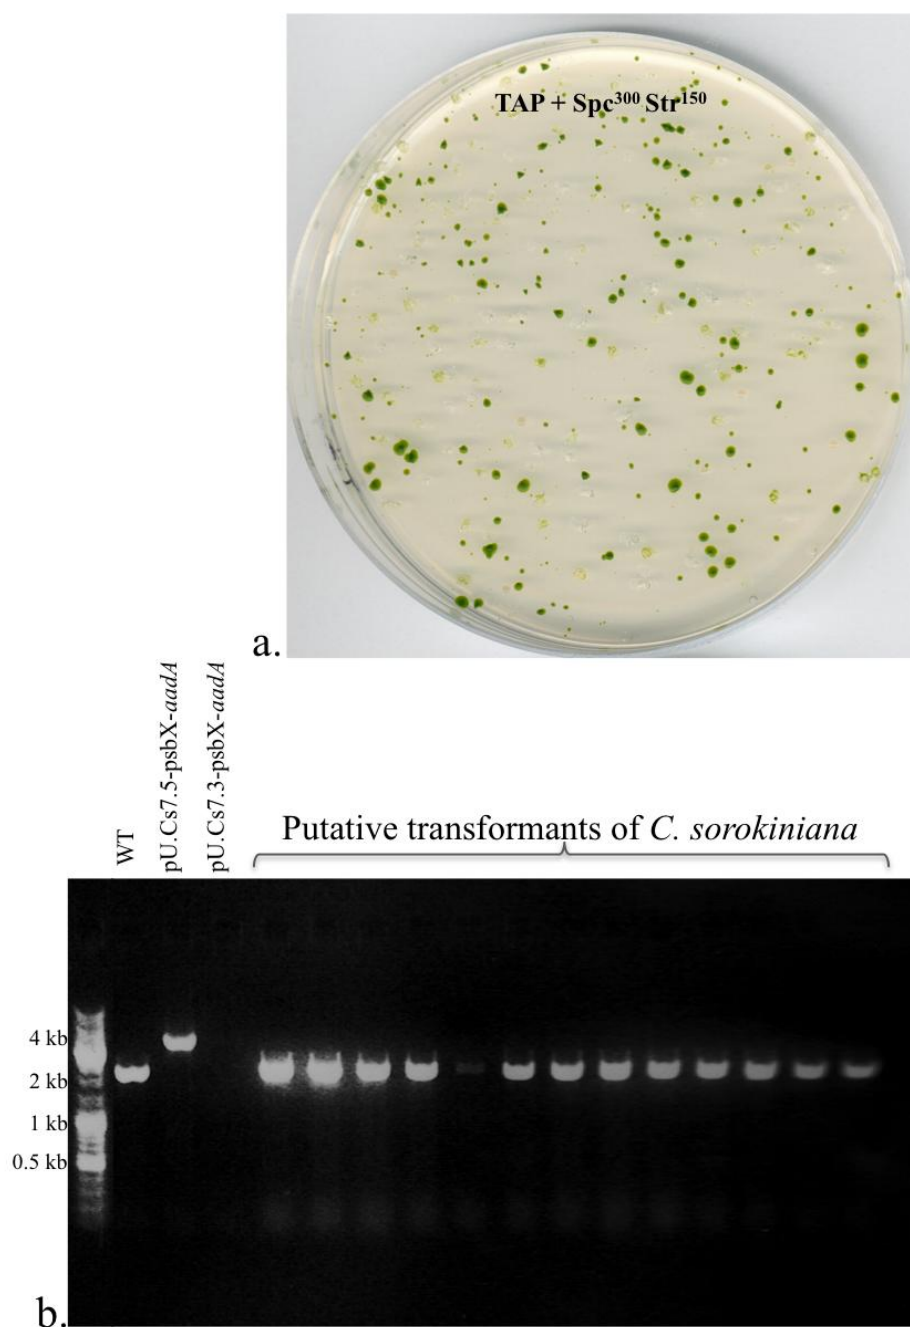 TAP + Spc³⁰⁰ Str¹⁵⁰
a.
WT
pU.Cs7.5-psbX-aadA
pU.Cs7.3-psbX-aadA
Putative transformants of C. sorokiniana
4 kb
2 kb
1 kb
0.5 kb
b.